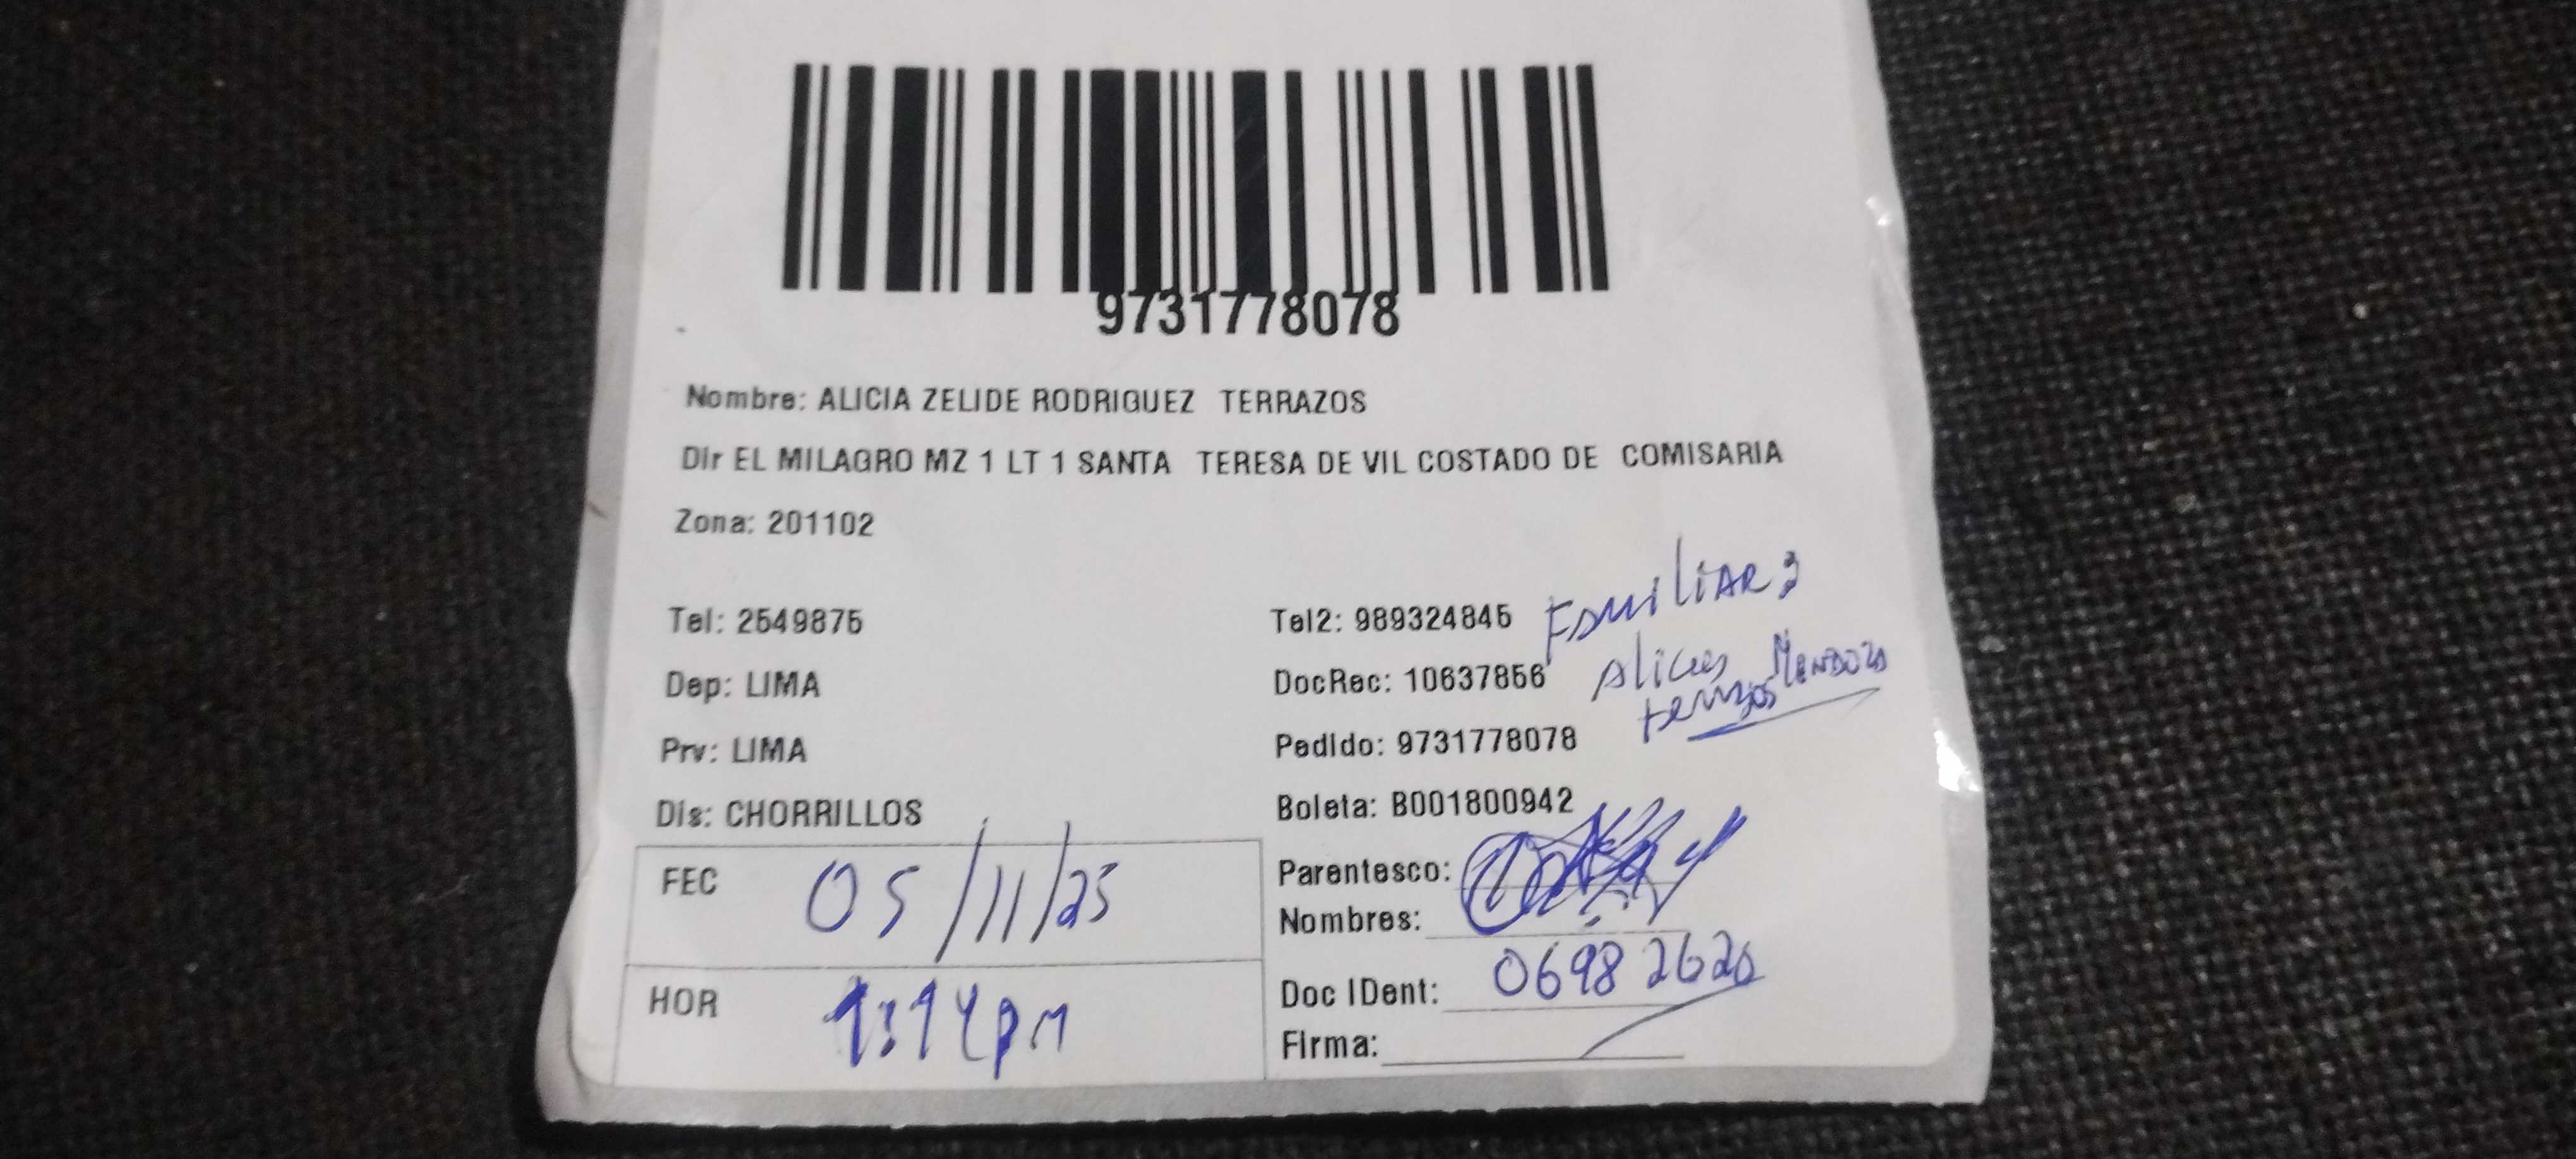 9731778078
Nombre: ALICIA ZELIDE RODRIGUEZ TERRAZOS
Dir EL MILAGRO MZ 1 LT 1 SANTA TERESA DE VIL COSTADO DE COMISARIA
Zona: 201102
Tel: 2549875
Tel2: 989324845
Familiar:
Dep: LIMA
DocRec: 10637856
Mendoza
Prv: LIMA
Pedido: 9731778078
Dis: CHORRILLOS
Boleta: B001800942
FEC 05/11/25
Parentesco:
Nombres:
HOR
Doc IDent:
Firma: